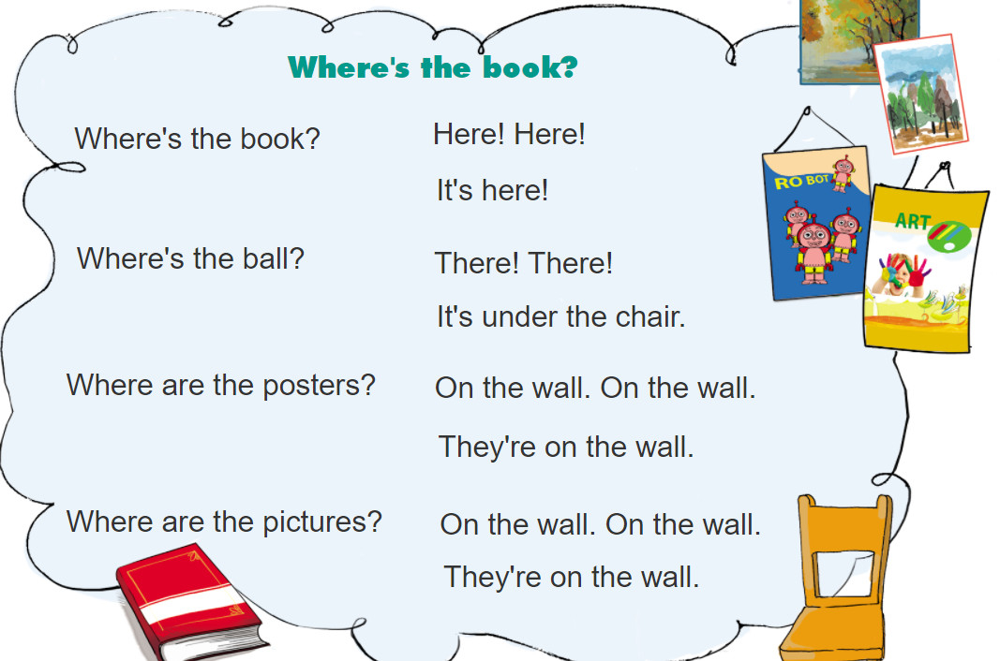 Where's the book?
Where's the book?
Here! Here!
It's here!
Where's the ball?
There! There!
It's under the chair.
Where are the posters?
On the wall. On the wall.
They're on the wall.
Where are the pictures?
On the wall. On the wall.
They're on the wall.
RO BOT
ART